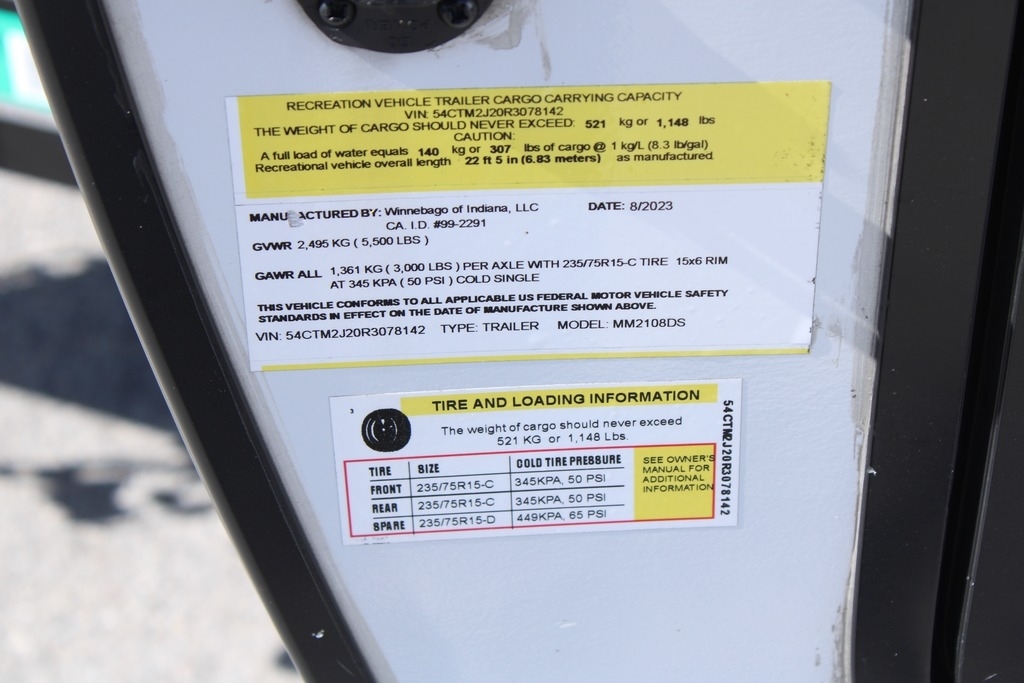 RECREATION VEHICLE TRAILER CARGO CARRYING CAPACITY
VIN: 54CTM2J20R3078142
THE WEIGHT OF CARGO SHOULD NEVER EXCEED: 521 kg or 1,148 lbs
CAUTION:
A full load of water equals 140 kg or 307 lbs of cargo @ 1 kg/L (8.3 lb/gal)
Recreational vehicle overall length 22 ft 5 in (6.83 meters) as manufactured
MANUFACTURED BY: Winnebago of Indiana, LLC DATE: 8/2023
CA. I.D. #99-2291
GVWR 2,495 KG ( 5,500 LBS )
GAWR ALL 1,361 KG ( 3,000 LBS ) PER AXLE WITH 235/75R15-C TIRE 15x6 RIM
AT 345 KPA ( 50 PSI ) COLD SINGLE
THIS VEHICLE CONFORMS TO ALL APPLICABLE US FEDERAL MOTOR VEHICLE SAFETY
STANDARDS IN EFFECT ON THE DATE OF MANUFACTURE SHOWN ABOVE.
VIN: 54CTM2J20R3078142 TYPE: TRAILER MODEL: MM2108DS
3
TIRE AND LOADING INFORMATION
The weight of cargo should never exceed
521 KG or 1,148 Lbs.
TIRE SIZE COLD TIRE PRESSURE
FRONT 235/75R15-C 345KPA, 50 PSI
REAR 235/75R15-C 345KPA, 50 PSI
SPARE 235/75R15-D 449KPA, 65 PSI
SEE OWNER'S
MANUAL FOR
ADDITIONAL
INFORMATION
54CTM2J20R3078142